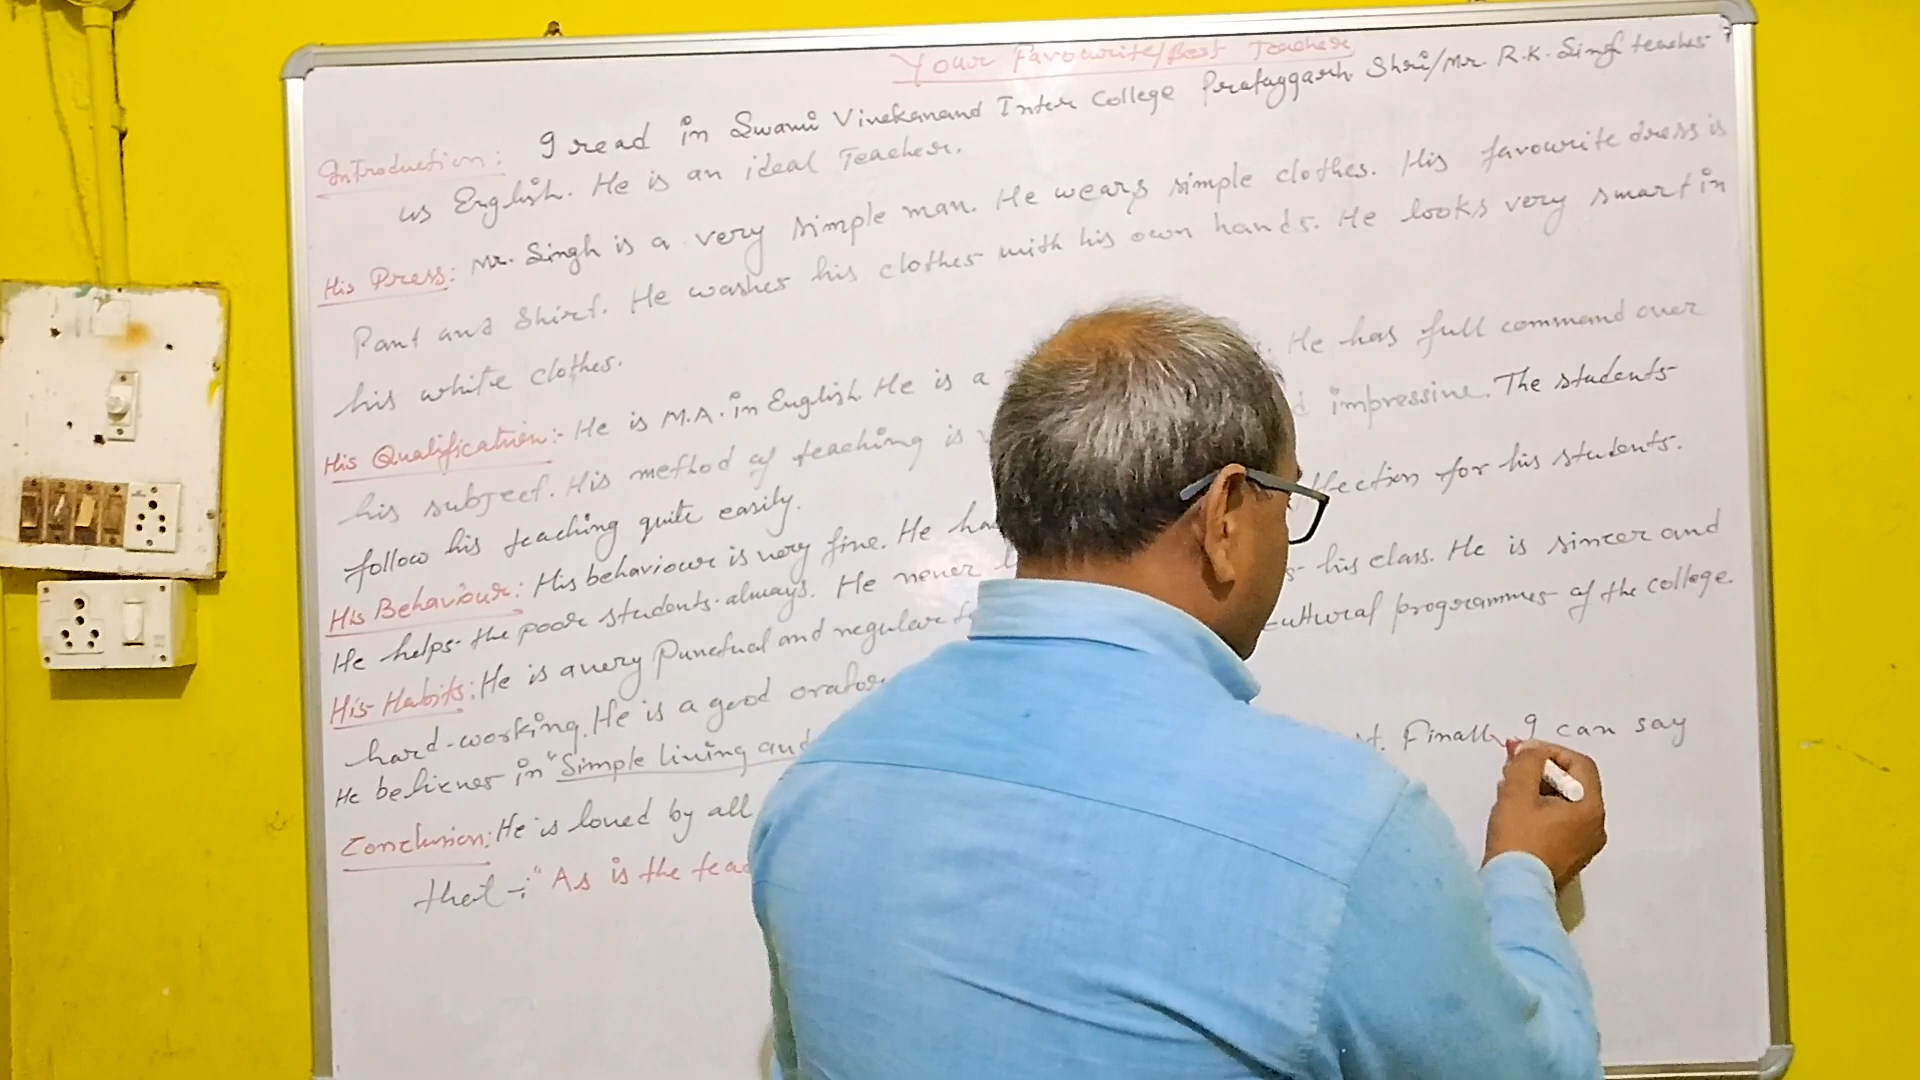 Your Favourite/Best Teacher
Introduction: I read in Swami Vivekanand Inter College Pratapgarh Shri/Mr. R.K. Singh teaches
us English. He is an ideal Teacher.
His Dress: Mr. Singh is a very simple man. He wears simple clothes. His favourite dress is
Pant and Shirt. He washes his clothes with his own hands. He looks very smart in
his white clothes.
His Qualification:- He is M.A. in English. He is a He has full command over
his subject. His method of teaching is impressive. The students
follow his teaching quite easily.
His Behaviour: His behaviour is very fine. He for his students.
He helps the poor students always. He never his class. He is sincer and
His Habits: He is a very Punctual and regular cultural programmes of the college.
hard-working. He is a good orator
He believes in "Simple living and
Conclusion: He is loved by all Finally I can say
that -: "As is the